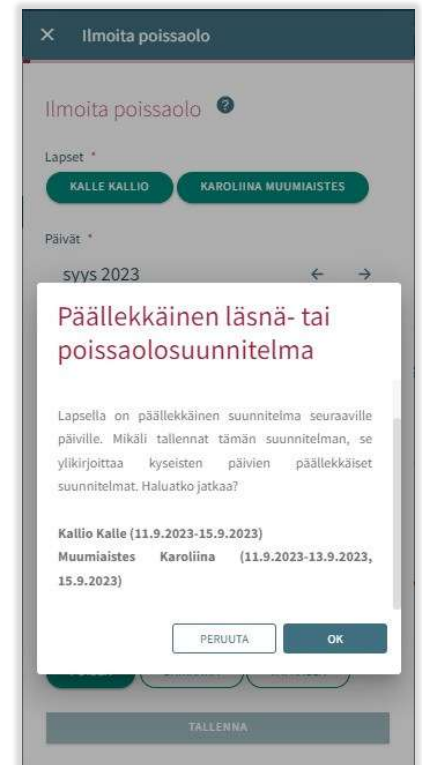 Ilmoita poissaolo
Ilmoita poissaolo ?
Lapset *
KALLE KALLIO KAROLIINA MUUMIAISTES
Päivät *
syys 2023
Päällekkäinen läsnä- tai
poissaolosuunnitelma
Lapsella on päällekkäinen suunnitelma seuraaville
päiville. Mikäli tallennat tämän suunnitelman, se
ylikirjoittaa kyseisten päivien päällekkäiset
suunnitelmat. Haluatko jatkaa?
Kallio Kalle (11.9.2023-15.9.2023)
Muumiaistes Karoliina (11.9.2023-13.9.2023,
15.9.2023)
PERUUTA OK
TALLENNA